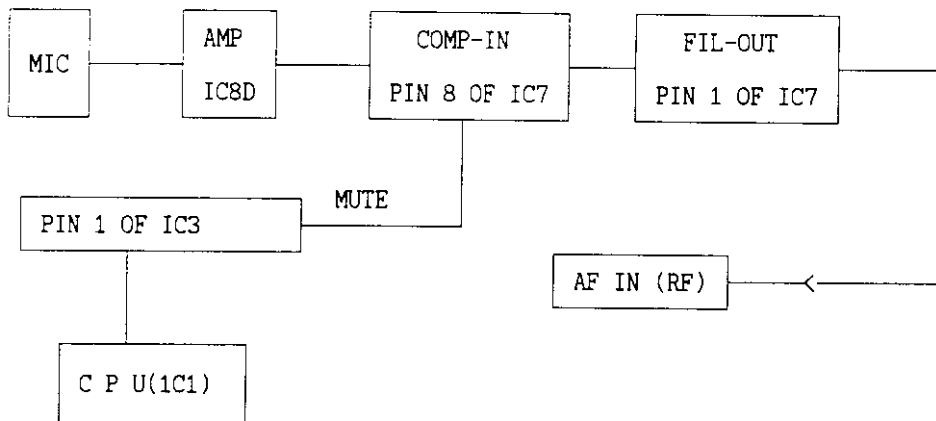 MIC
AMP
IC8D
COMP-IN
PIN 8 OF IC7
FIL-OUT
PIN 1 OF IC7
MUTE
PIN 1 OF IC3
AF IN (RF)
C P U(1C1)